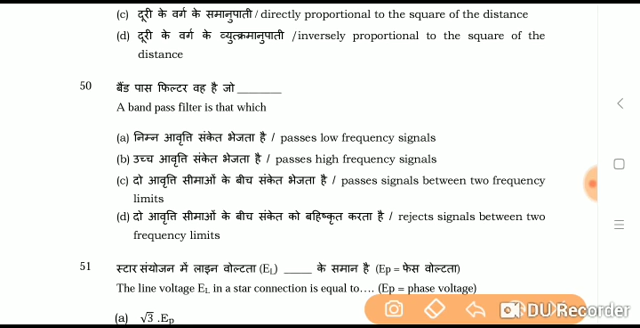 (c) दूरी के वर्ग के समानुपाती / directly proportional to the square of the distance
(d) दूरी के वर्ग के व्युत्क्रमानुपाती /inversely proportional to the square of the
distance
50 बैंड पास फिल्टर वह है जो ________
A band pass filter is that which
(a) निम्न आवृत्ति संकेत भेजता है / passes low frequency signals
(b) उच्च आवृत्ति संकेत भेजता है / passes high frequency signals
(c) दो आवृत्ति सीमाओं के बीच संकेत भेजता है / passes signals between two frequency
limits
(d) दो आवृत्ति सीमाओं के बीच संकेत को बहिष्कृत करता है / rejects signals between two
frequency limits
51 स्टार संयोजन में लाइन वोल्टता (E_L) _____ के समान है (Ep = फेस वोल्टता)
The line voltage E_L in a star connection is equal to.... (Ep = phase voltage)
(a) √3 .E_p
DU Recorder